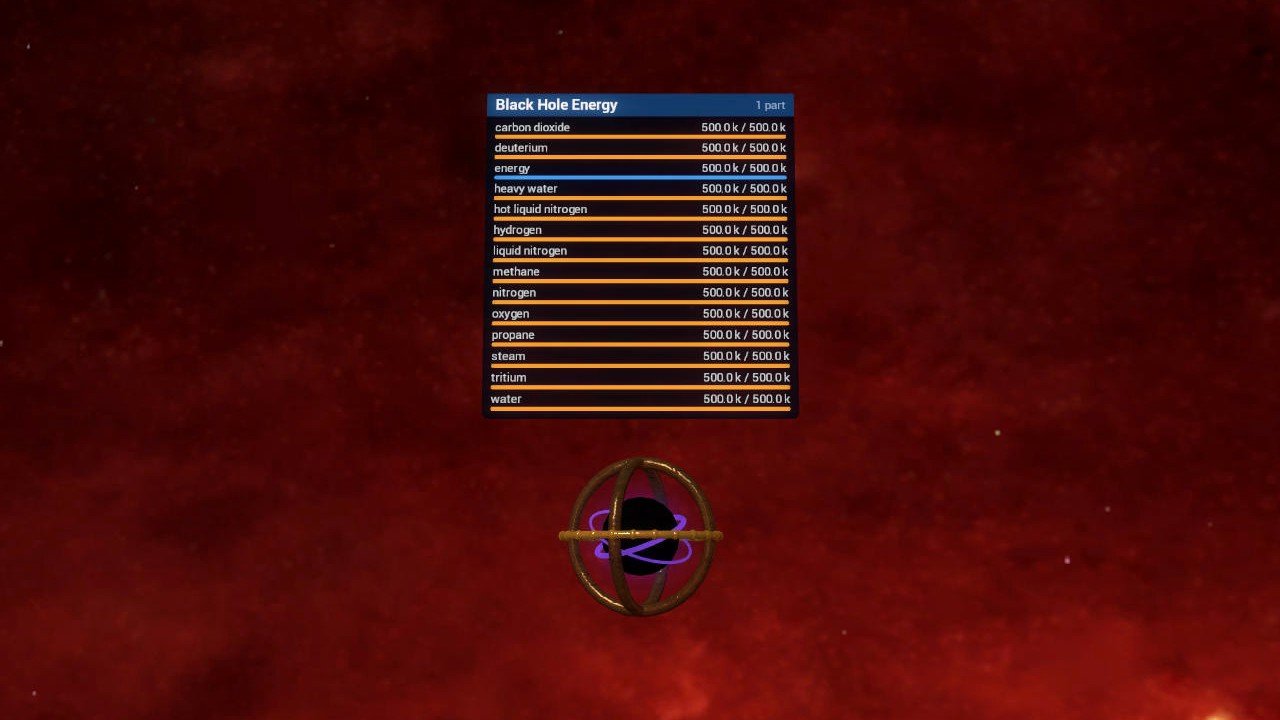 Black Hole Energy 1 part
carbon dioxide 500.0 k / 500.0 k
deuterium 500.0 k / 500.0 k
energy 500.0 k / 500.0 k
heavy water 500.0 k / 500.0 k
hot liquid nitrogen 500.0 k / 500.0 k
hydrogen 500.0 k / 500.0 k
liquid nitrogen 500.0 k / 500.0 k
methane 500.0 k / 500.0 k
nitrogen 500.0 k / 500.0 k
oxygen 500.0 k / 500.0 k
propane 500.0 k / 500.0 k
steam 500.0 k / 500.0 k
tritium 500.0 k / 500.0 k
water 500.0 k / 500.0 k